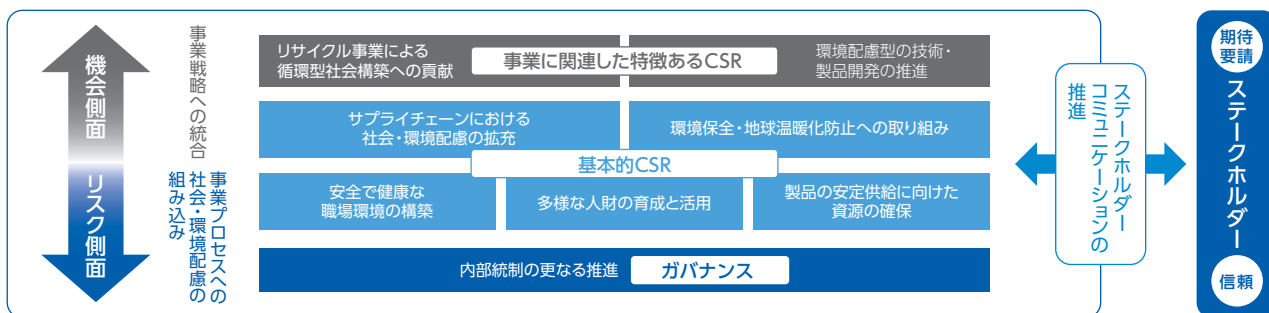 機会側面
リスク側面
事業戦略への統合
事業プロセスへの
社会・環境配慮の
組み込み
リサイクル事業による
循環型社会構築への貢献
事業に関連した特徴あるCSR
環境配慮型の技術・
製品開発の推進
サプライチェーンにおける
社会・環境配慮の拡充
環境保全・地球温暖化防止への取り組み
基本的CSR
安全で健康な
職場環境の構築
多様な人財の育成と活用
製品の安定供給に向けた
資源の確保
内部統制の更なる推進
ガバナンス
ステークホルダー
コミュニケーションの
推進
期待
要請
ステークホルダー
信頼